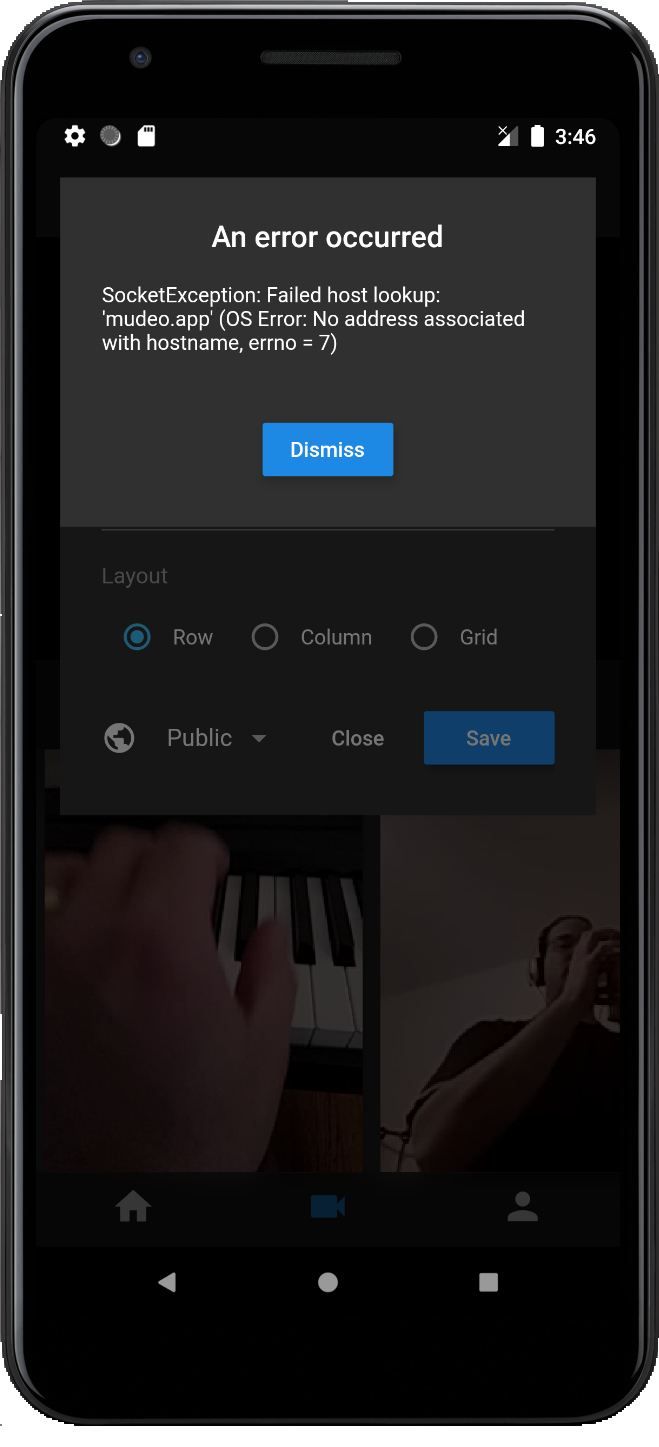 3:46
An error occurred
SocketException: Failed host lookup:
'mudeo.app' (OS Error: No address associated
with hostname, errno = 7)
Dismiss
Layout
Row Column Grid
Public Close Save